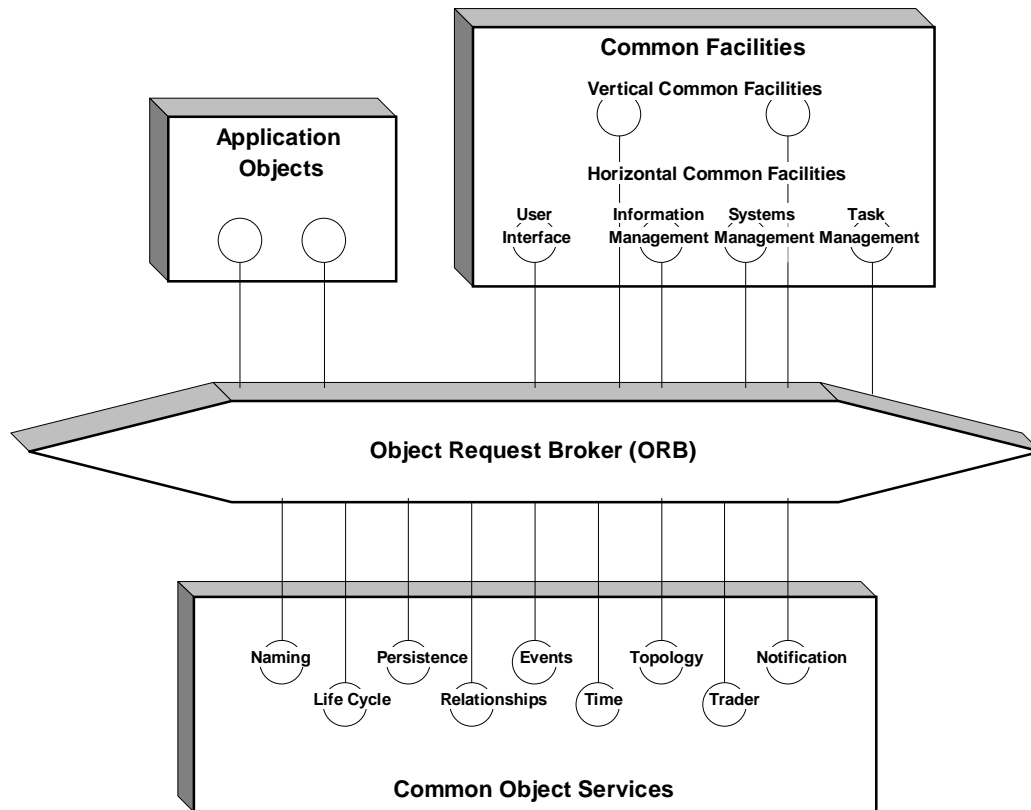 Common Facilities
Vertical Common Facilities
Application
Objects
Horizontal Common Facilities
User
Interface
Information
Management
Systems
Management
Task
Management
Object Request Broker (ORB)
Naming
Persistence
Events
Topology
Notification
Life Cycle
Relationships
Time
Trader
Common Object Services